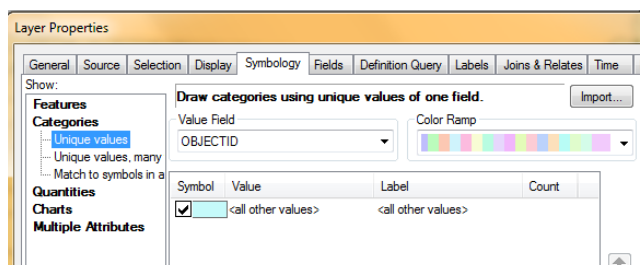 Layer Properties
General Source Selection Display Symbology Fields Definition Query Labels Joins & Relates Time
Show:
Features
Categories
Unique values
Unique values, many
Match to symbols in a
Quantities
Charts
Multiple Attributes
Draw categories using unique values of one field.
Import...
Value Field
Color Ramp
OBJECTID
Symbol Value Label Count
<all other values> <all other values>